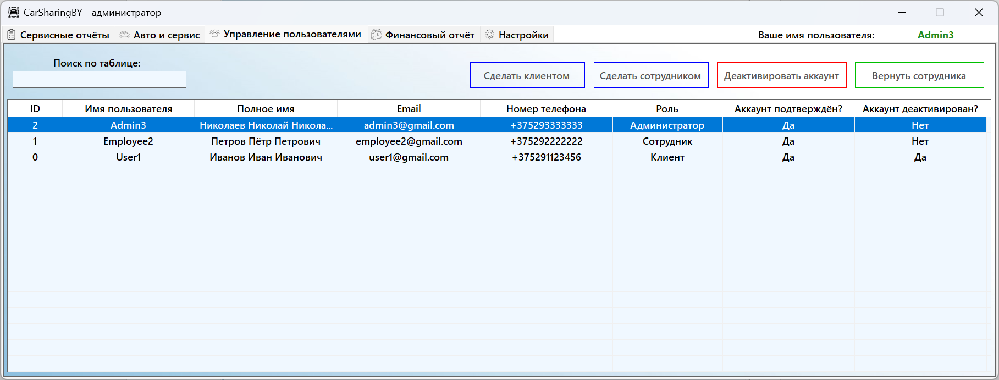 CarSharingBY - администратор
Сервисные отчёты Авто и сервис Управление пользователями Финансовый отчёт Настройки Ваше имя пользователя: Admin3
Поиск по таблице:
Сделать клиентом Сделать сотрудником Деактивировать аккаунт Вернуть сотрудника
ID Имя пользователя Полное имя Email Номер телефона Роль Аккаунт подтверждён? Аккаунт деактивирован?
2 Admin3 Николаев Николай Никола... admin3@gmail.com +375293333333 Администратор Да Нет
1 Employee2 Петров Пётр Петрович employee2@gmail.com +375292222222 Сотрудник Да Нет
0 User1 Иванов Иван Иванович user1@gmail.com +375291123456 Клиент Да Да